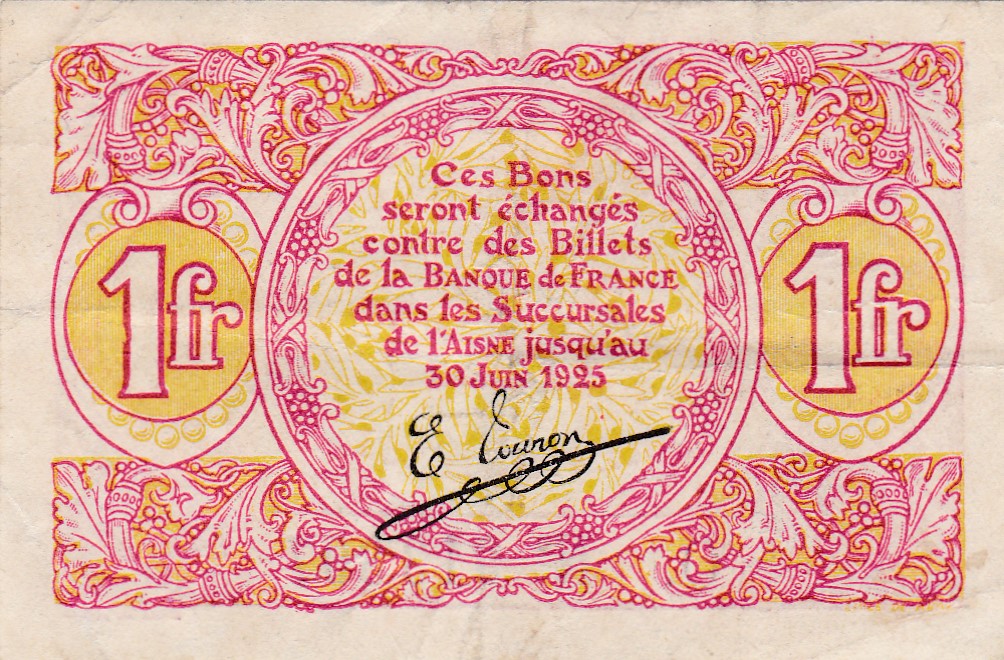 Ces Bons
seront échangés
contre des Billets
de la BANQUE de FRANCE
dans les Succursales
de l'AISNE jusqu'au
30 JUIN 1925
1fr
1fr
E Touron